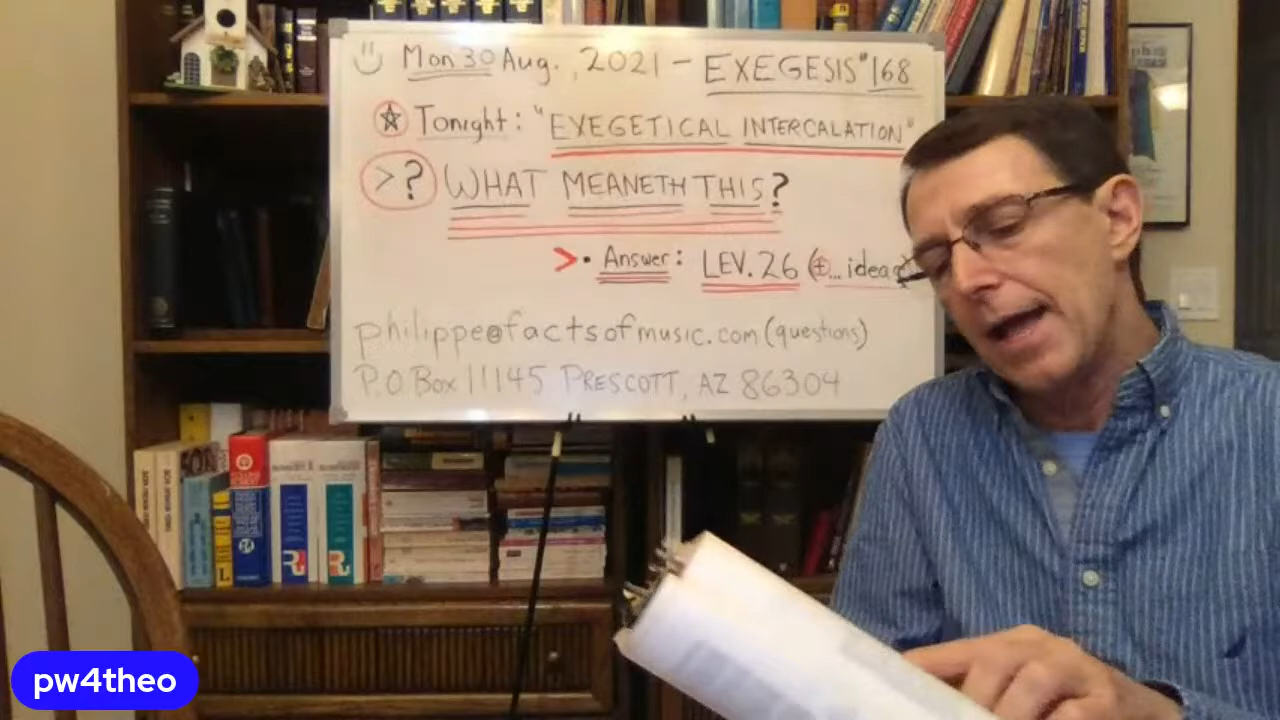 Mon 30 Aug., 2021 - EXEGESIS #168
Tonight: "EXEGETICAL INTERCALATION"
>? WHAT MEANETH THIS?
>• Answer: LEV. 26 (+... idea
philippe@factsofmusic.com (questions)
P.O. Box 11145 PRESCOTT, AZ 86304
pw4theo